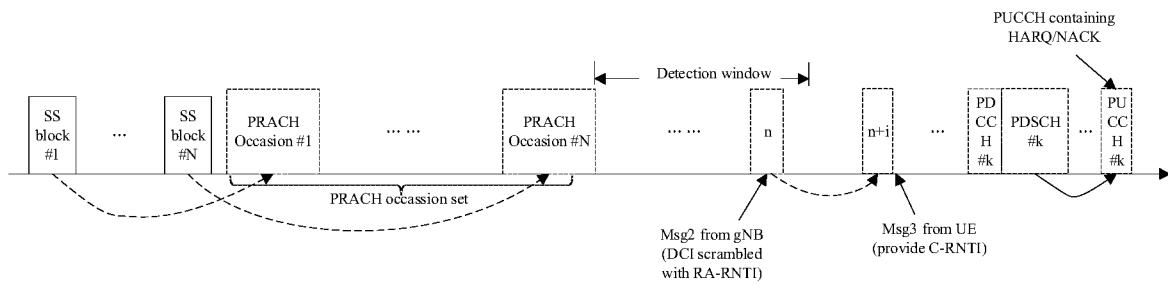 PUCCH containing
HARQ/NACK
Detection window
SS
block
#1
...
SS
block
#N
PRACH
Occasion #1
... ...
PRACH
Occasion #N
... ...
n
n+i
...
PD
CC
H
#k
PDSCH
#k
...
PU
CC
H
#k
PRACH occassion set
Msg2 from gNB
(DCI scrambled
with RA-RNTI)
Msg3 from UE
(provide C-RNTI)